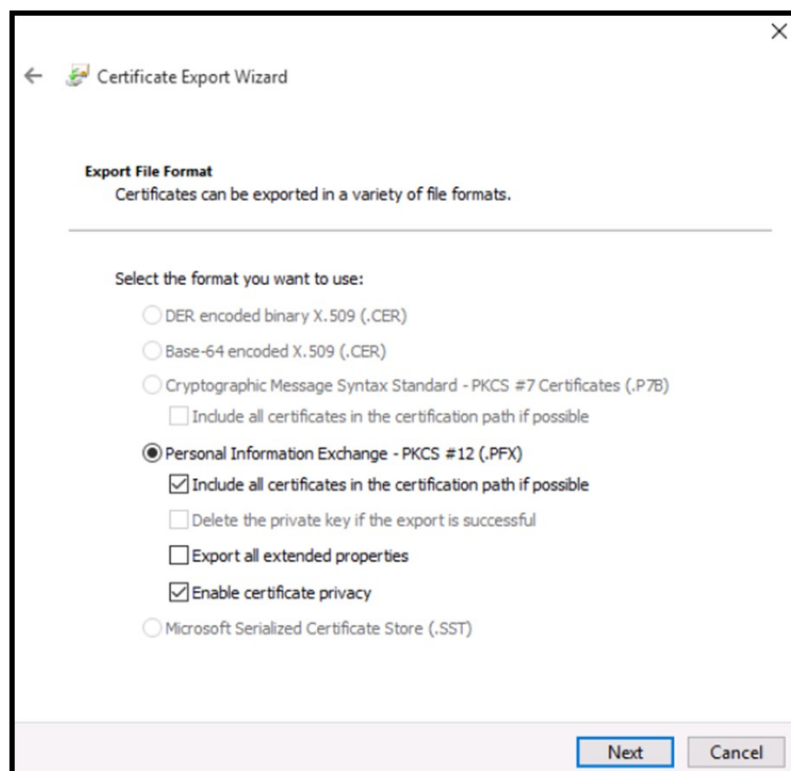 Certificate Export Wizard
Export File Format
Certificates can be exported in a variety of file formats.
Select the format you want to use:
DER encoded binary X.509 (.CER)
Base-64 encoded X.509 (.CER)
Cryptographic Message Syntax Standard - PKCS #7 Certificates (.P7B)
Include all certificates in the certification path if possible
Personal Information Exchange - PKCS #12 (.PFX)
Include all certificates in the certification path if possible
Delete the private key if the export is successful
Export all extended properties
Enable certificate privacy
Microsoft Serialized Certificate Store (.SST)
Next Cancel